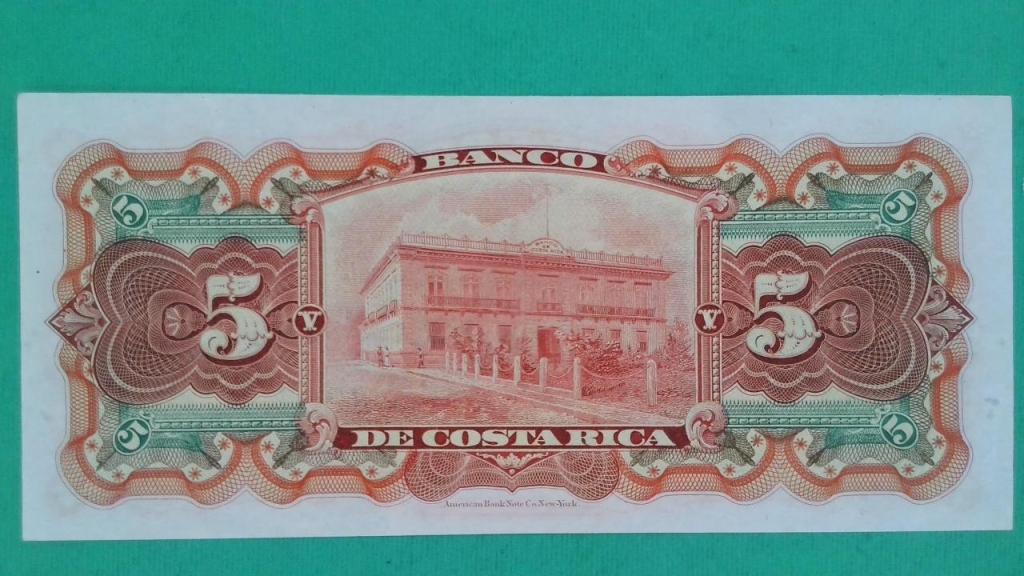 BANCO
5 5
5 V V 5
DE COSTA RICA
5 5
American Bank Note Co. New-York.